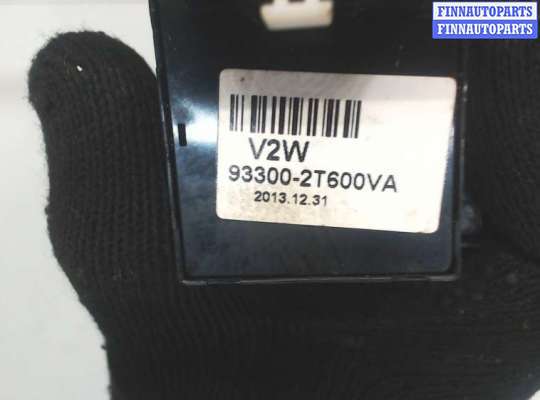 FINNAUTOPARTS
FINNAUTOPARTS
V2W
93300-2T600VA
2013.12.31